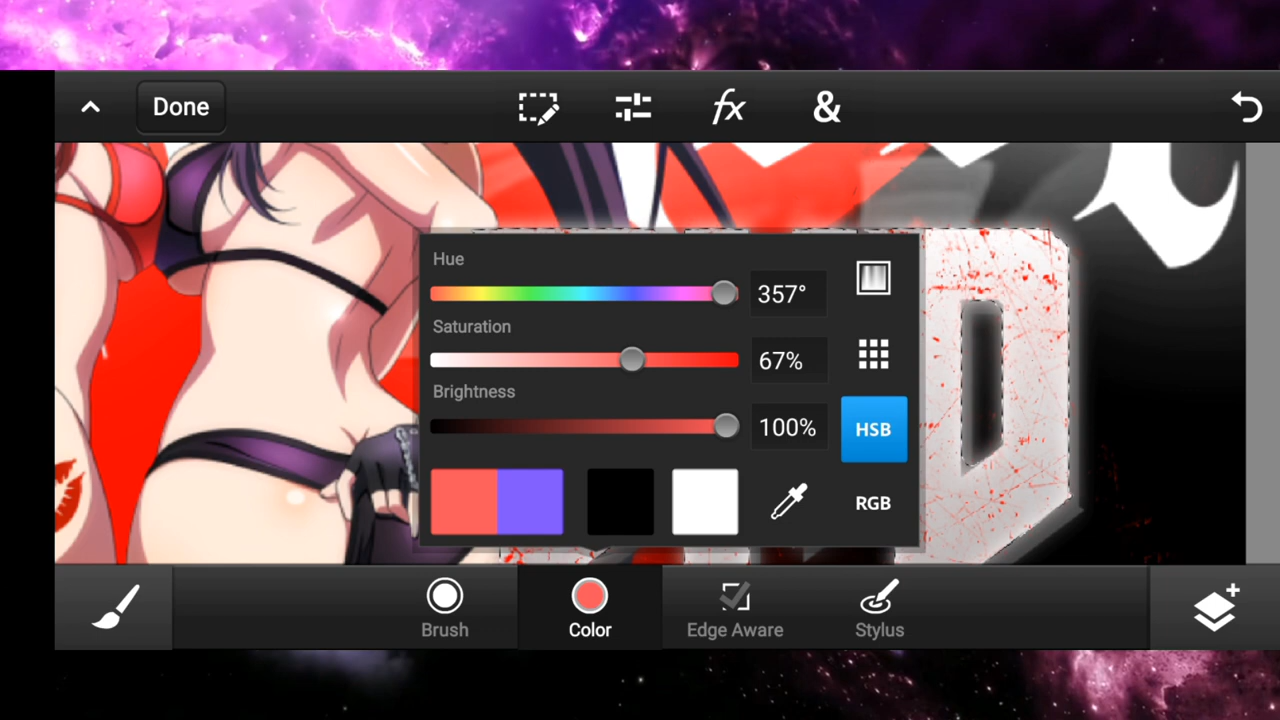 Done fx &
Hue
357°
Saturation
67%
Brightness
100%
HSB
RGB
D
Brush Color Edge Aware Stylus